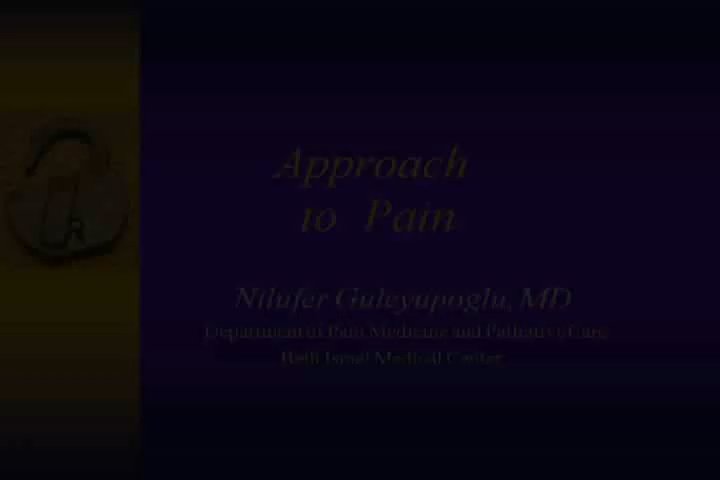 Approach
to Pain
Nilufer Guleyupoglu, MD
Department of Pain Medicine and Palliative Care
Beth Israel Medical Center
R